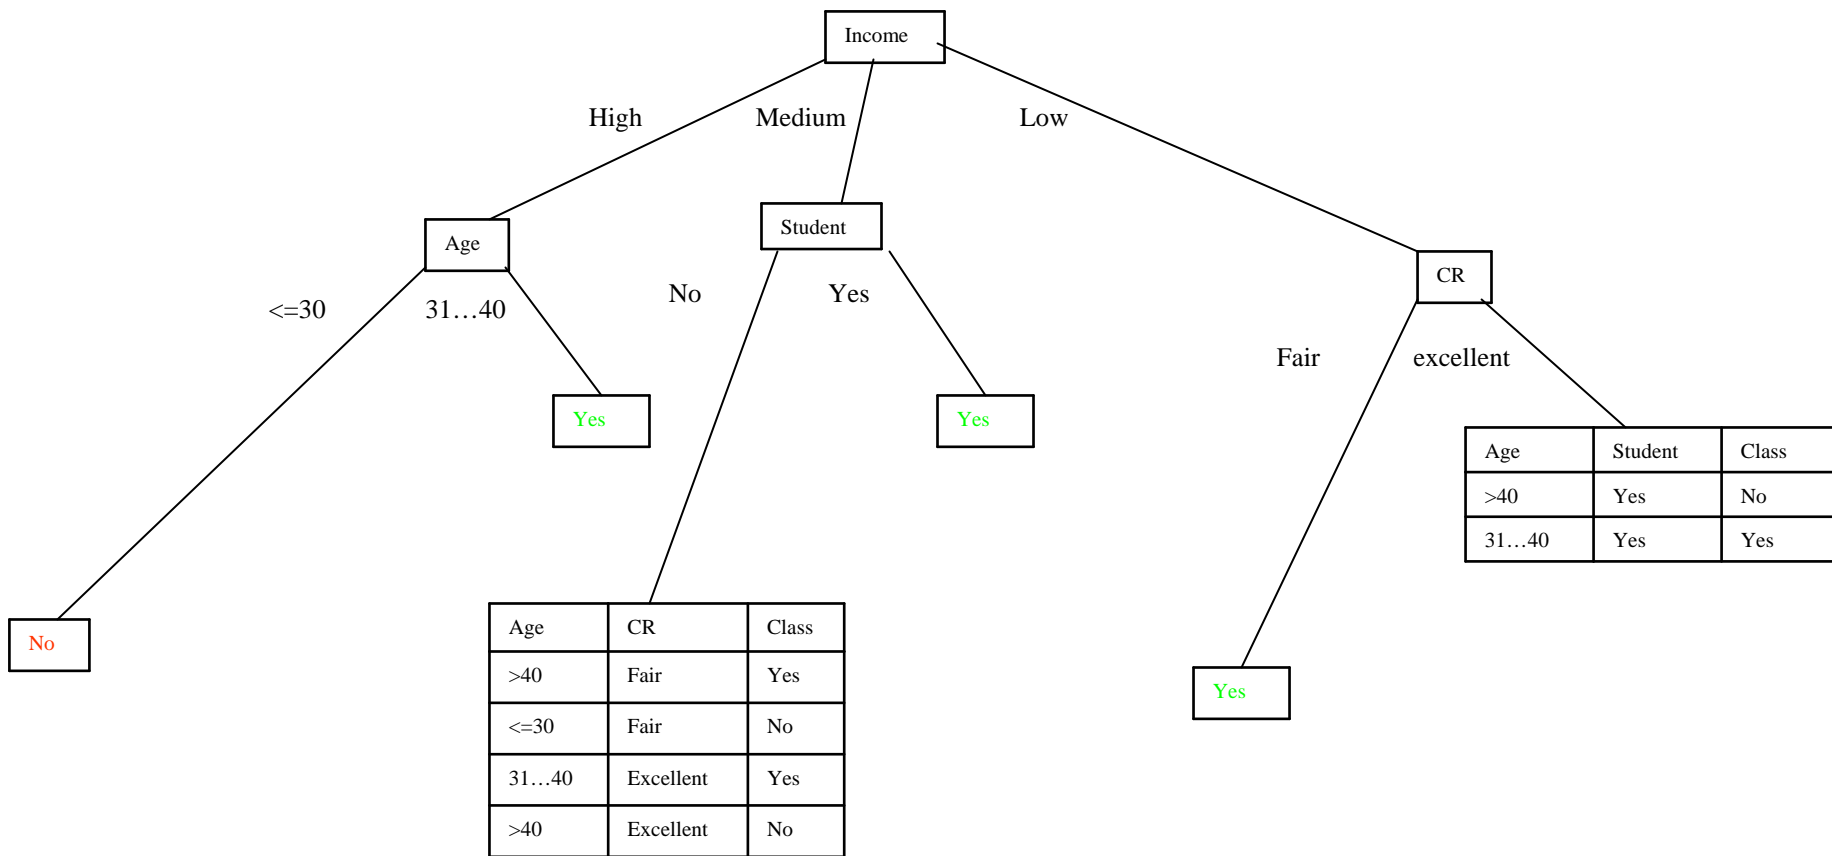 Income
High Medium Low
Age
Student
CR
<=30 31…40
No Yes
Fair excellent
Yes
Yes
Age Student Class
>40 Yes No
31…40 Yes Yes
No
Yes
Age CR Class
>40 Fair Yes
<=30 Fair No
31…40 Excellent Yes
>40 Excellent No